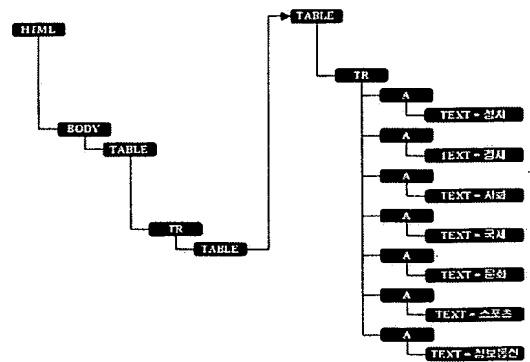 HTML
BODY
TABLE
TR
TABLE
TABLE
TR
A
TEXT = 정치
A
TEXT = 경제
A
TEXT = 사회
A
TEXT = 국제
A
TEXT = 문화
A
TEXT = 스포츠
A
TEXT = 정보통신